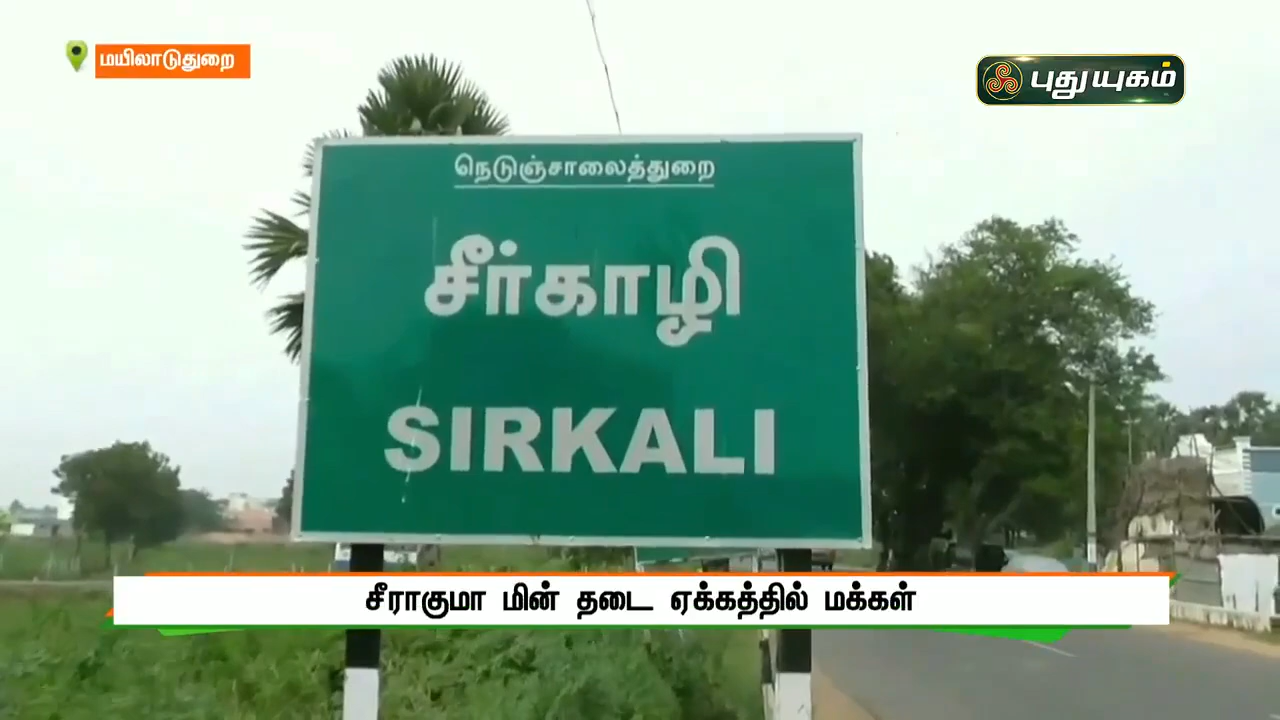 மயிலாடுதுறை
புதுயுகம்
நெடுஞ்சாலைத்துறை
சீர்காழி
SIRKALI
சீராகுமா மின் தடை ஏக்கத்தில் மக்கள்